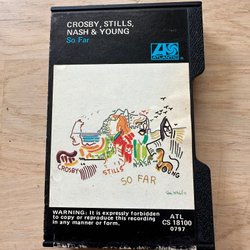 CROSBY, STILLS,
NASH & YOUNG
So Far
ATLANTIC
CROSBY
STILLS
NASH
YOUNG
SO FAR
WARNING: It is expressly forbidden
to copy or reproduce this recording
in any manner or form.
ATL
CS 18100
0797